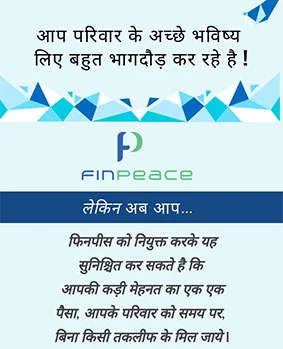 आप परिवार के अच्छे भविष्य
लिए बहुत भागदौड़ कर रहे है !
FINPEACE
लेकिन अब आप...
फिनपीस को नियुक्त करके यह
सुनिश्चित कर सकते है कि
आपकी कड़ी मेहनत का एक एक
पैसा, आपके परिवार को समय पर,
बिना किसी तकलीफ के मिल जाये।